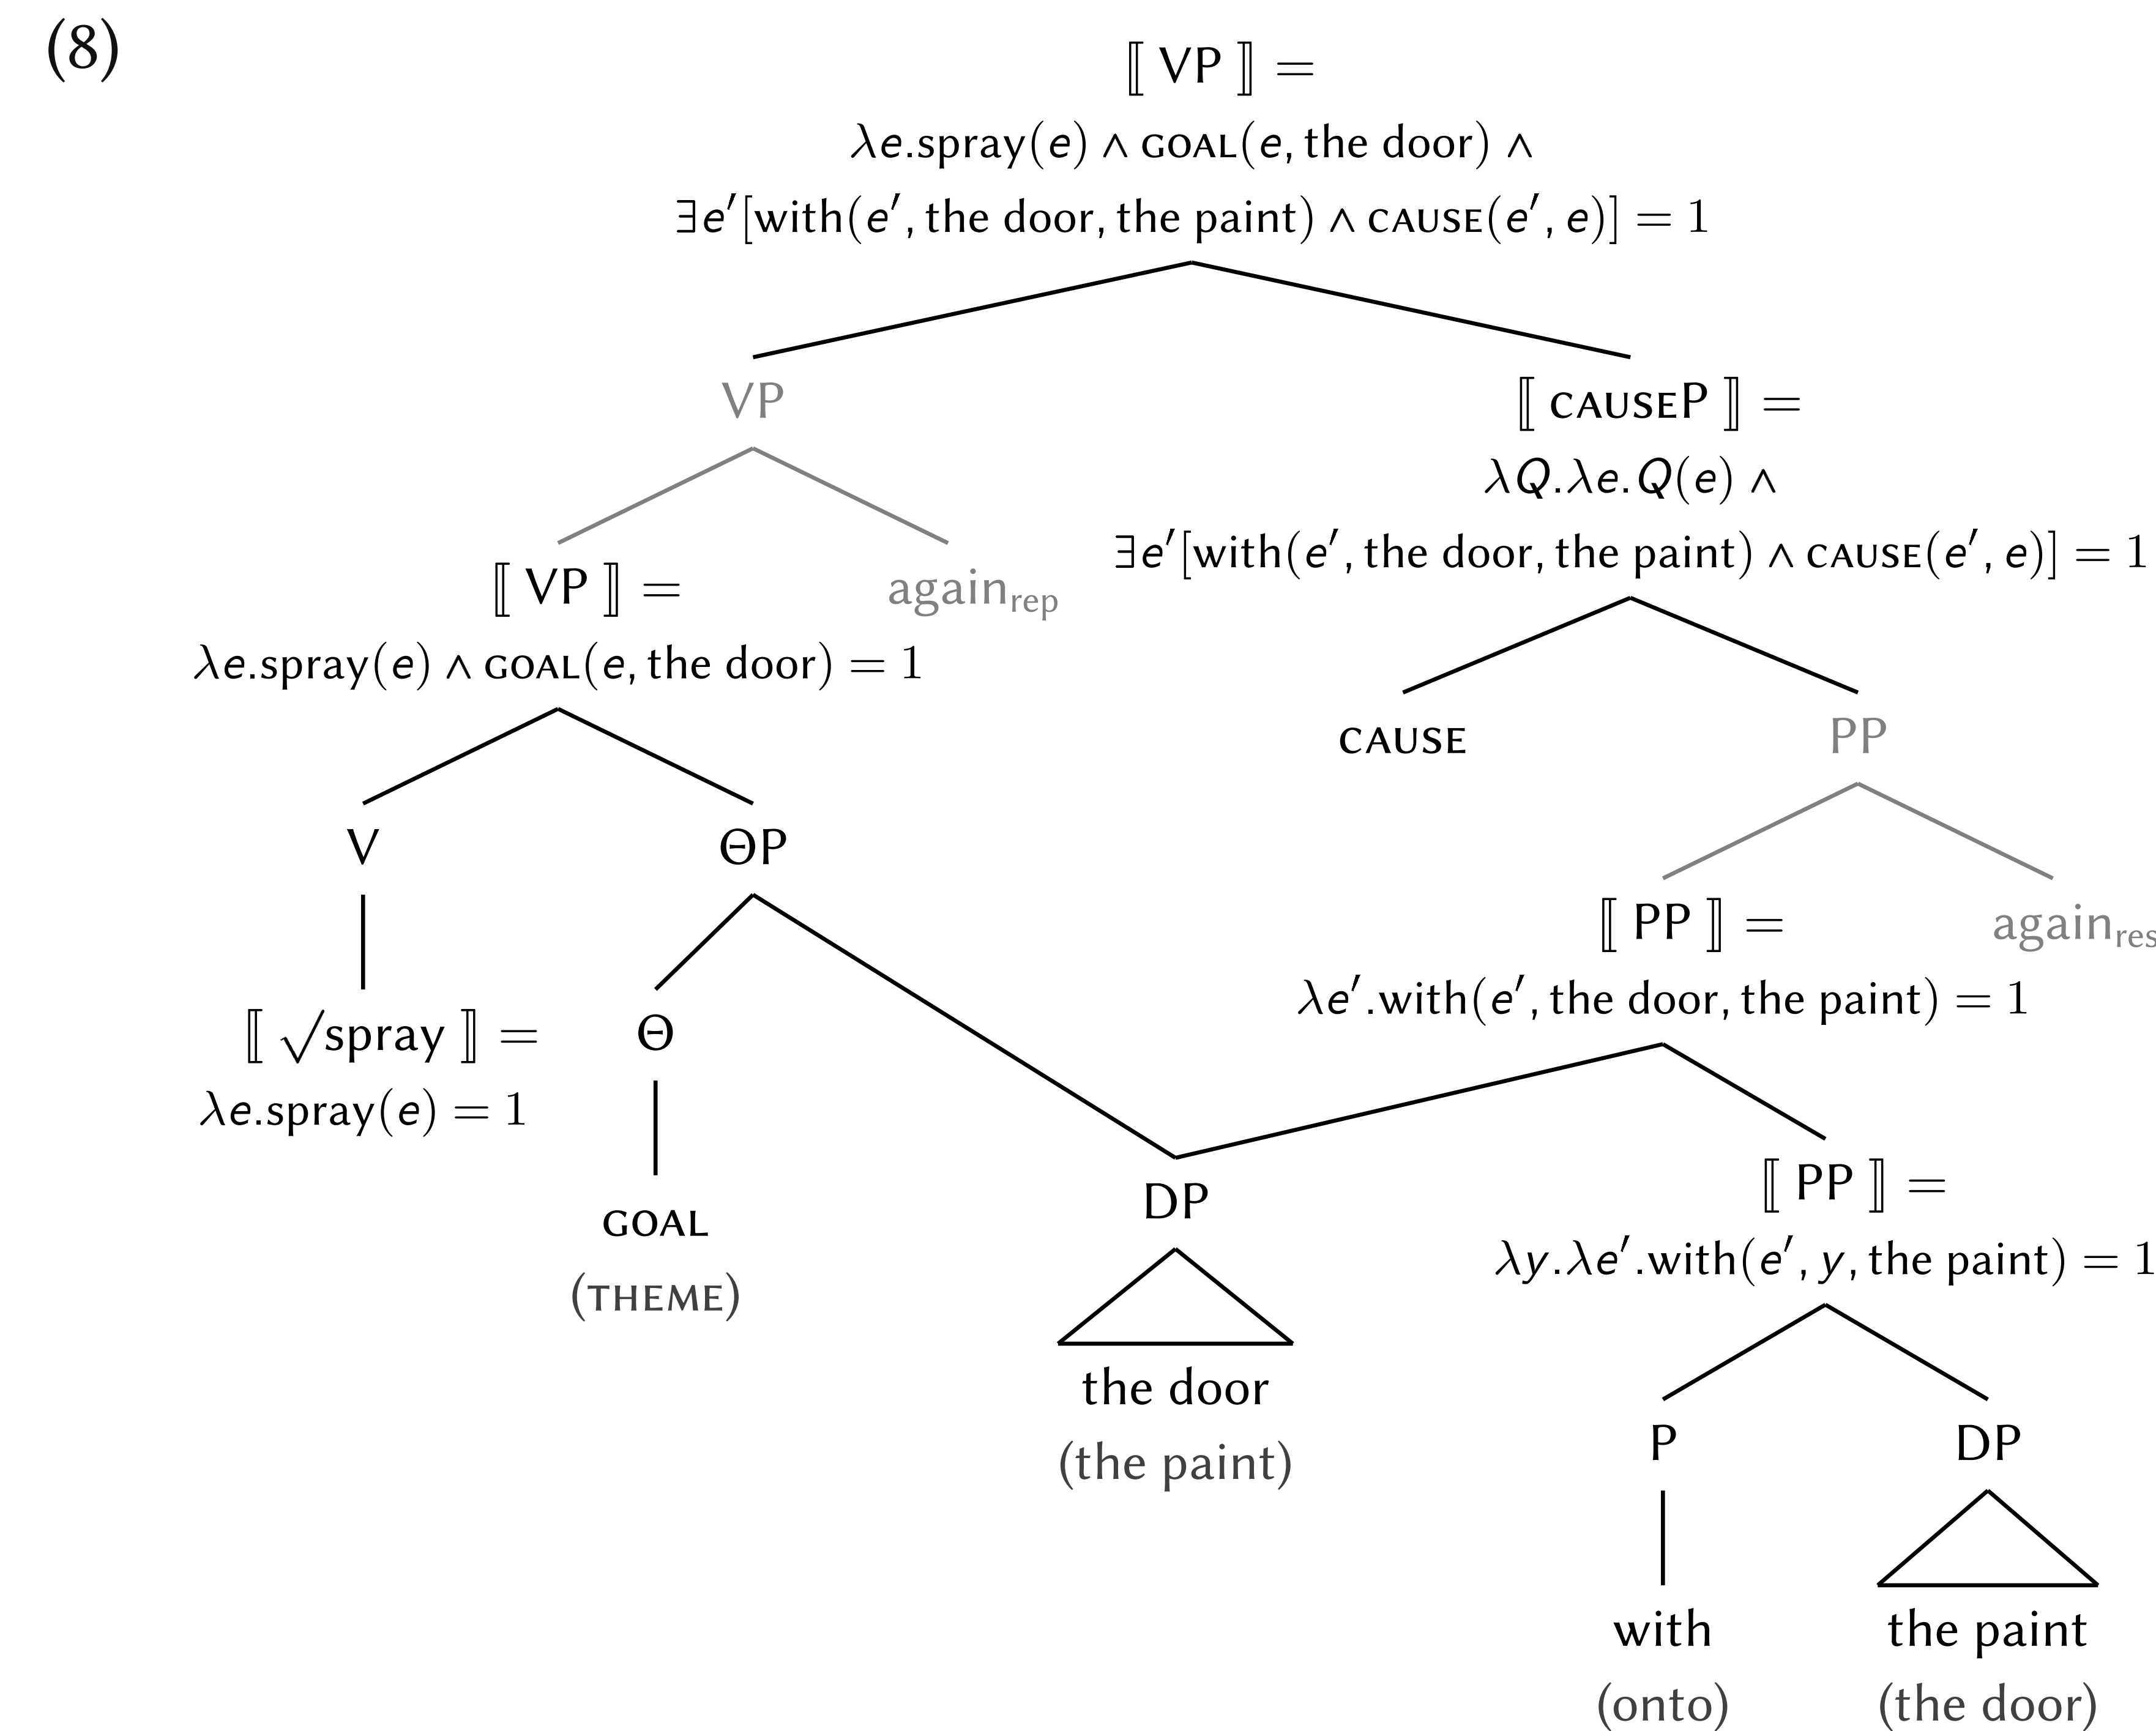 (8)
⟦ VP ⟧ =
λe.spray(e) ∧ GOAL(e, the door) ∧
∃e′[with(e′, the door, the paint) ∧ CAUSE(e′, e)] = 1
VP
⟦ CAUSEP ⟧ =
λQ.λe.Q(e) ∧
∃e′[with(e′, the door, the paint) ∧ CAUSE(e′, e)] = 1
⟦ VP ⟧ =
λe.spray(e) ∧ GOAL(e, the door) = 1
again_rep
CAUSE
PP
V
ΘP
⟦ PP ⟧ =
λe′.with(e′, the door, the paint) = 1
again_res
⟦ √spray ⟧ =
λe.spray(e) = 1
Θ
GOAL
(THEME)
DP
the door
(the paint)
⟦ PP ⟧ =
λy.λe′.with(e′, y, the paint) = 1
P
DP
with
(onto)
the paint
(the door)